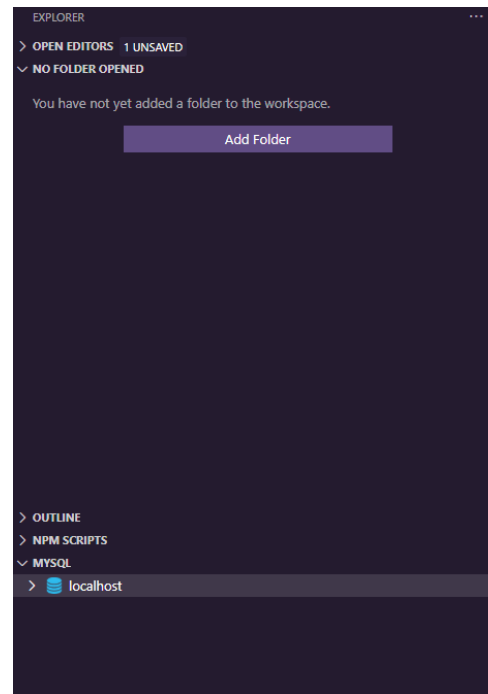 EXPLORER
OPEN EDITORS 1 UNSAVED
NO FOLDER OPENED
You have not yet added a folder to the workspace.
Add Folder
OUTLINE
NPM SCRIPTS
MYSQL
localhost